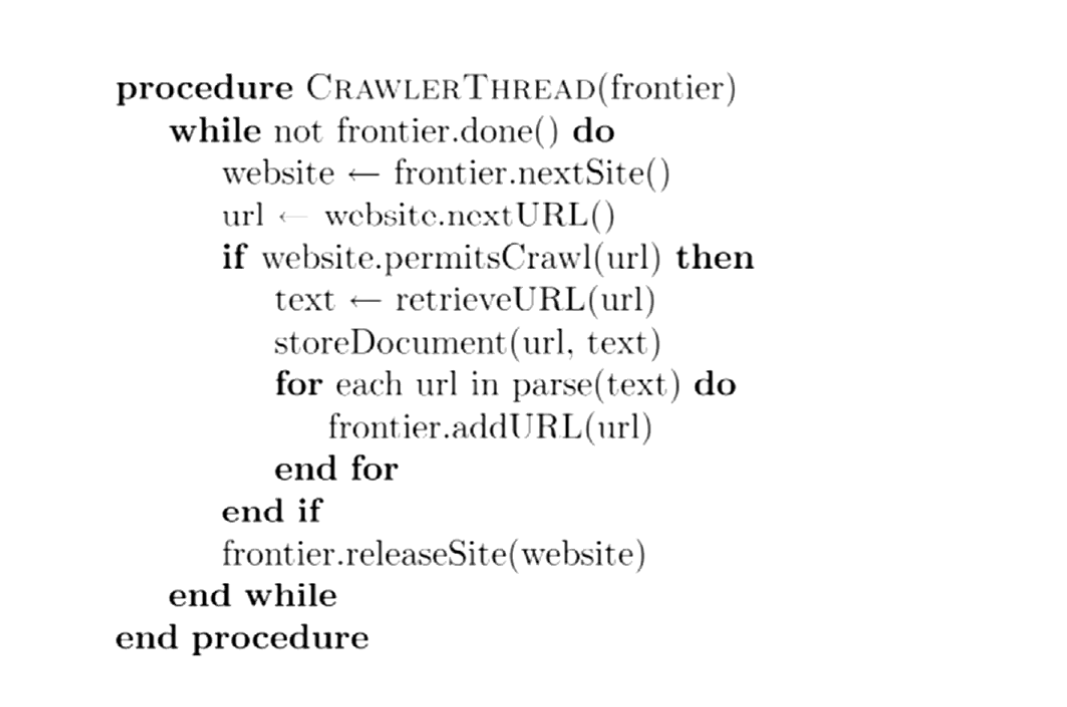 procedure CRAWLERTHREAD(frontier)
while not frontier.done() do
website ← frontier.nextSite()
url ← website.nextURL()
if website.permitsCrawl(url) then
text ← retrieveURL(url)
storeDocument(url, text)
for each url in parse(text) do
frontier.addURL(url)
end for
end if
frontier.releaseSite(website)
end while
end procedure